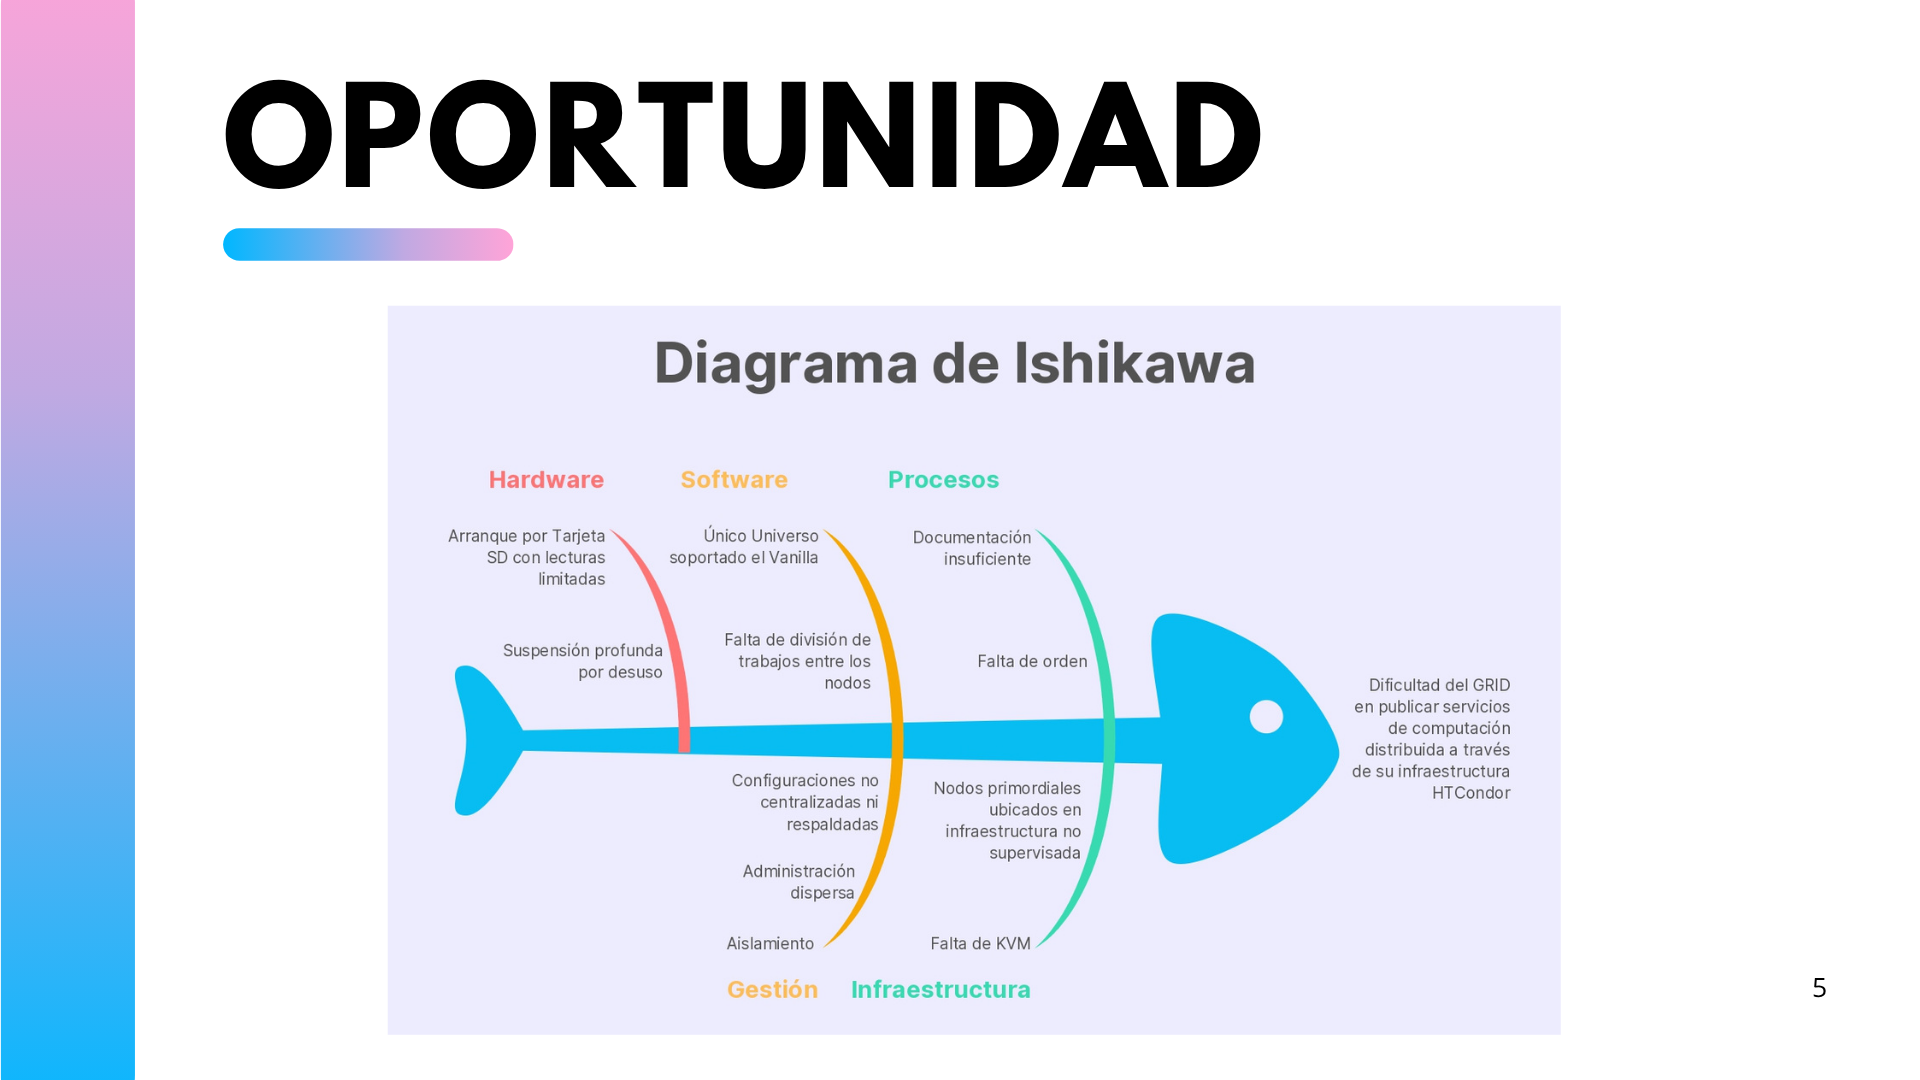 OPORTUNIDAD
Diagrama de Ishikawa
Hardware
Arranque por Tarjeta
SD con lecturas
limitadas
Suspensión profunda
por desuso
Software
Único Universo
soportado el Vanilla
Falta de división de
trabajos entre los
nodos
Procesos
Documentación
insuficiente
Falta de orden
Configuraciones no
centralizadas ni
respaldadas
Administración
dispersa
Aislamiento
Gestión
Nodos primordiales
ubicados en
infraestructura no
supervisada
Falta de KVM
Infraestructura
Dificultad del GRID
en publicar servicios
de computación
distribuida a través
de su infraestructura
HTCondor
5